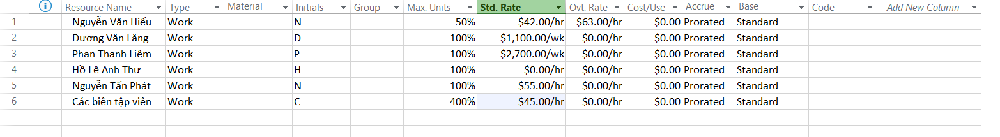 Resource Name Type Material Initials Group Max. Units Std. Rate Ovt. Rate Cost/Use Accrue Base Code Add New Column
1 Nguyễn Văn Hiếu Work N 50% $42.00/hr $63.00/hr $0.00 Prorated Standard
2 Dương Văn Lăng Work D 100% $1,100.00/wk $0.00/hr $0.00 Prorated Standard
3 Phan Thanh Liêm Work P 100% $2,700.00/wk $0.00/hr $0.00 Prorated Standard
4 Hồ Lê Anh Thư Work H 100% $0.00/hr $0.00/hr $0.00 Prorated Standard
5 Nguyễn Tấn Phát Work N 100% $55.00/hr $0.00/hr $0.00 Prorated Standard
6 Các biên tập viên Work C 400% $45.00/hr $0.00/hr $0.00 Prorated Standard